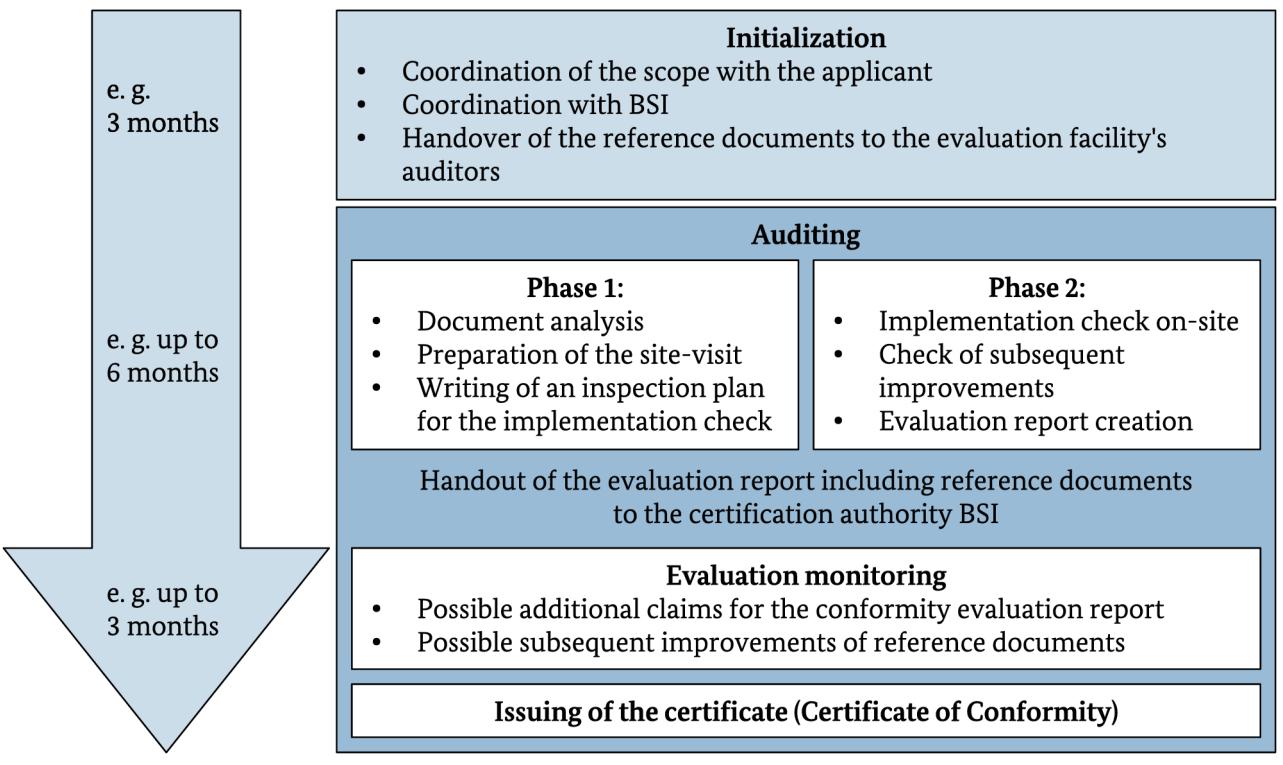 e. g.
3 months
Initialization
• Coordination of the scope with the applicant
• Coordination with BSI
• Handover of the reference documents to the evaluation facility's
auditors
e. g. up to
6 months
Auditing
Phase 1:
• Document analysis
• Preparation of the site-visit
• Writing of an inspection plan
for the implementation check
Phase 2:
• Implementation check on-site
• Check of subsequent
improvements
• Evaluation report creation
Handout of the evaluation report including reference documents
to the certification authority BSI
e. g. up to
3 months
Evaluation monitoring
• Possible additional claims for the conformity evaluation report
• Possible subsequent improvements of reference documents
Issuing of the certificate (Certificate of Conformity)